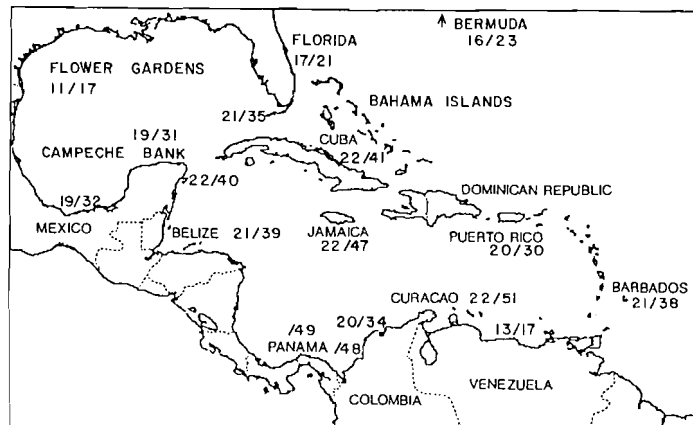 BERMUDA
16/23
FLORIDA
17/21
FLOWER GARDENS
11/17
BAHAMA ISLANDS
21/35
19/31
CUBA
22/41
CAMPECHE BANK
22/40
DOMINICAN REPUBLIC
19/32
MEXICO
BELIZE 21/39
JAMAICA
22/47
PUERTO RICO
20/30
BARBADOS
21/38
CURACAO 22/51
20/34
13/17
/49
PANAMA /48
COLOMBIA
VENEZUELA